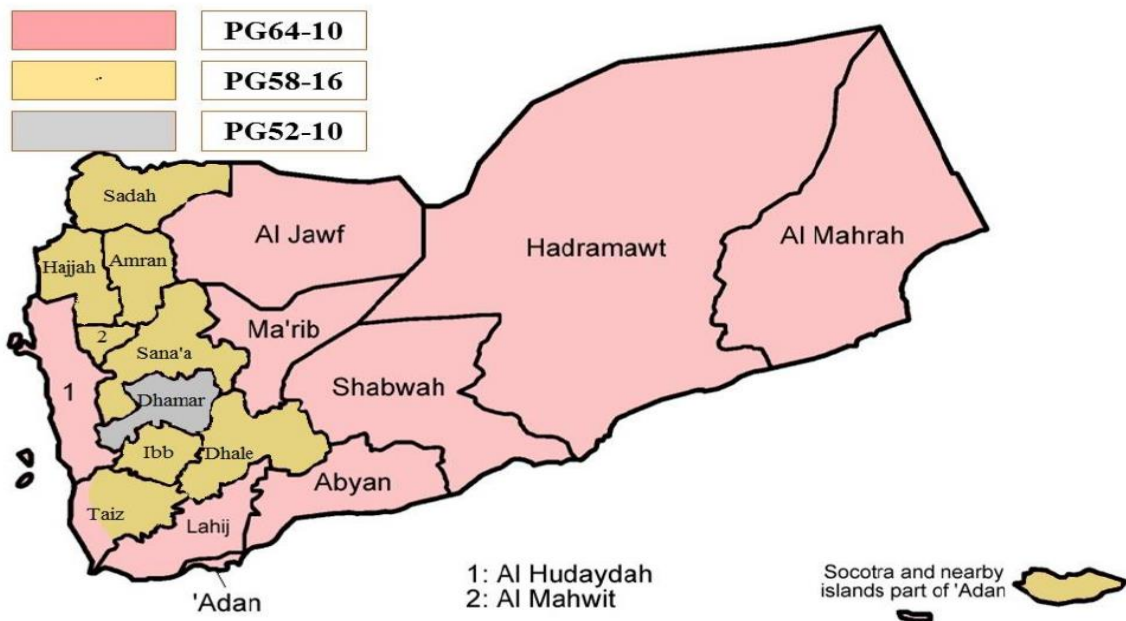 PG64-10
PG58-16
PG52-10
Sadah
Al Jawf
Hadramawt
Al Mahrah
Hajjah
Amran
Ma'rib
2
Sana'a
Shabwah
1
Dhamar
Ibb
Dhale
Abyan
Taiz
Lahij
'Adan
1: Al Hudaydah
2: Al Mahwit
Socotra and nearby
islands part of 'Adan